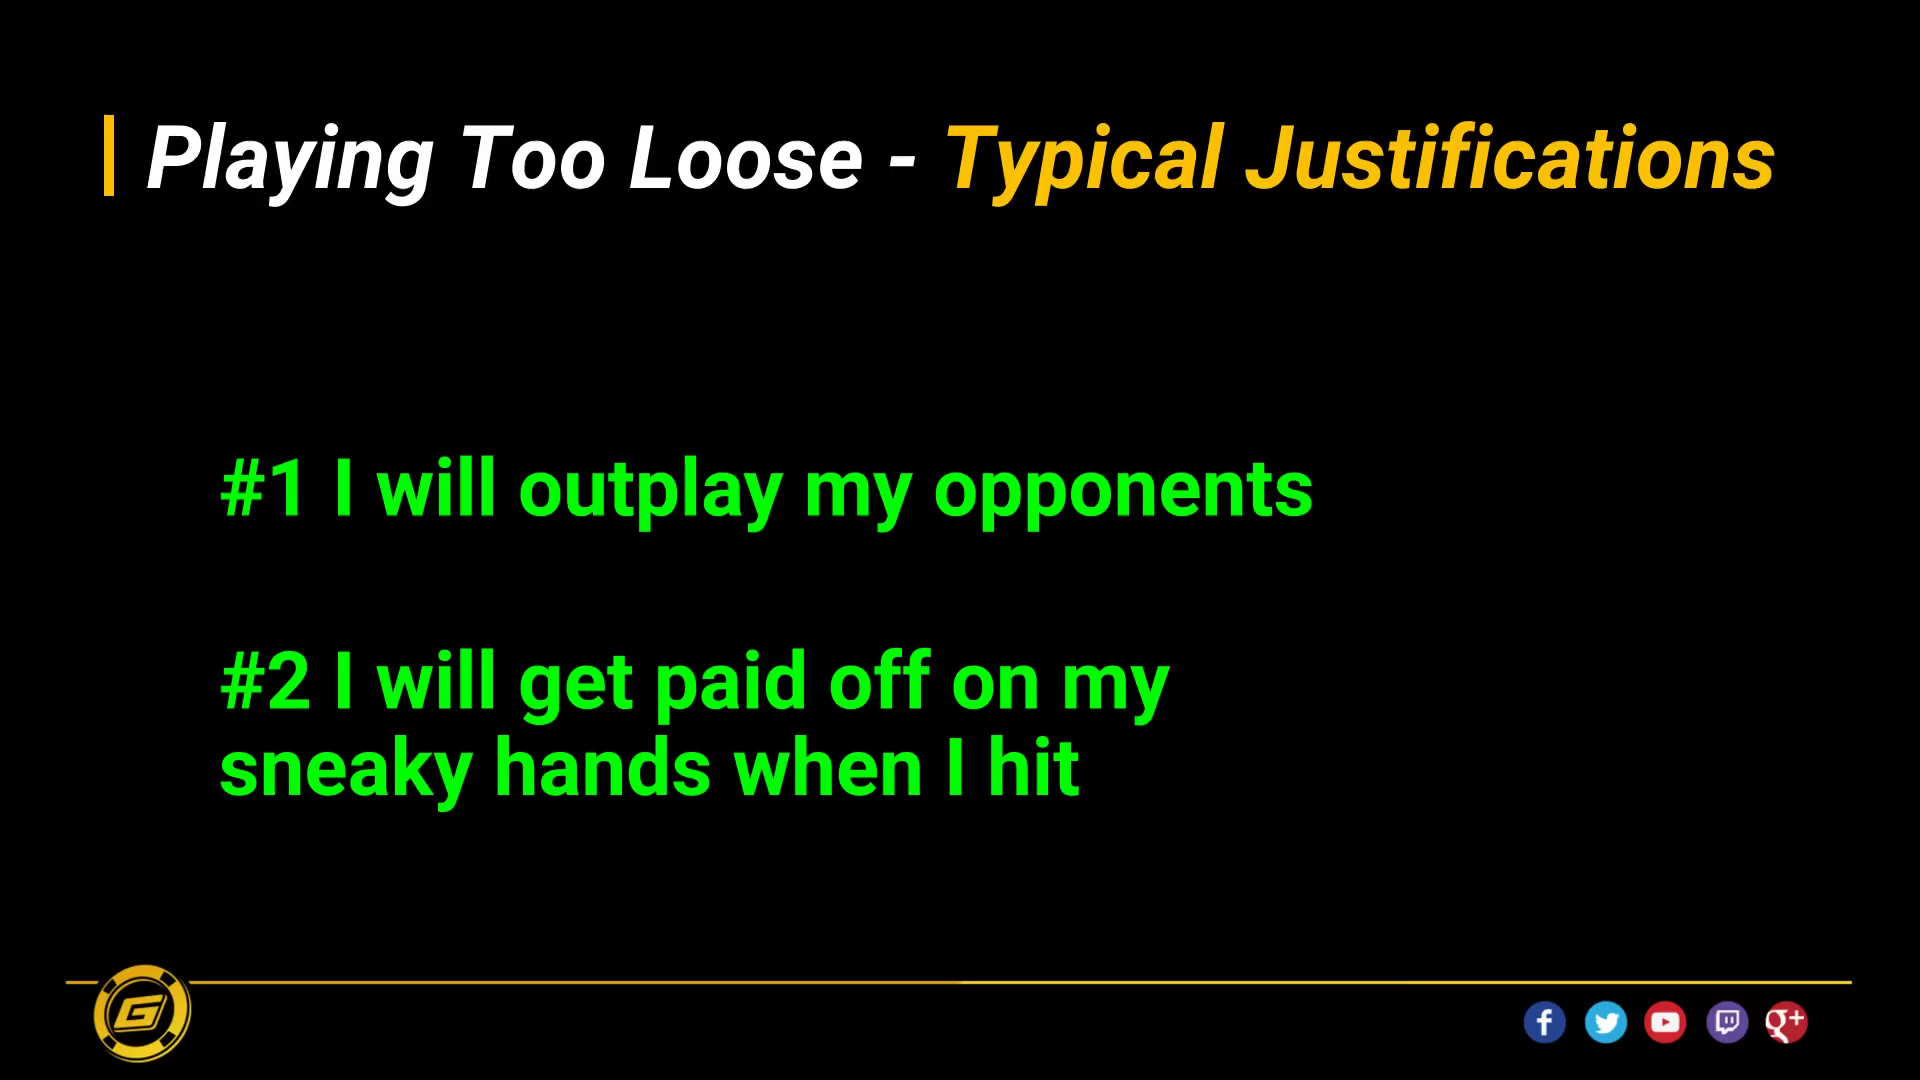 Playing Too Loose - Typical Justifications
#1 I will outplay my opponents
#2 I will get paid off on my
sneaky hands when I hit
G
f
g+